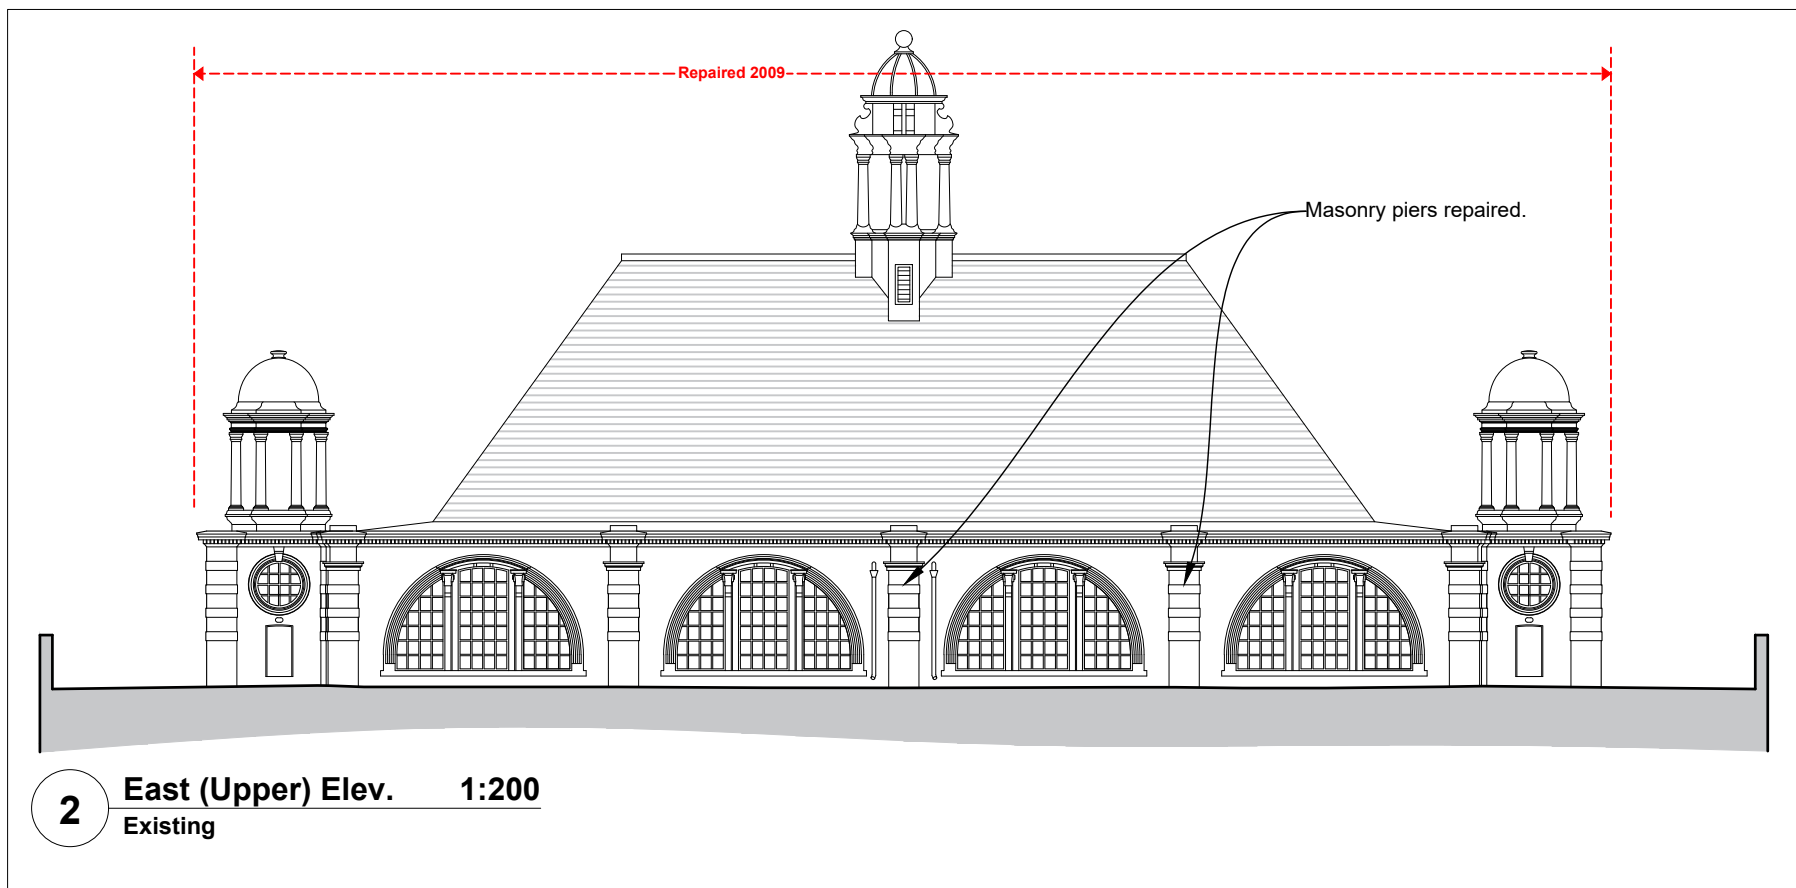 Repaired 2009
Masonry piers repaired.
2
East (Upper) Elev. 1:200
Existing